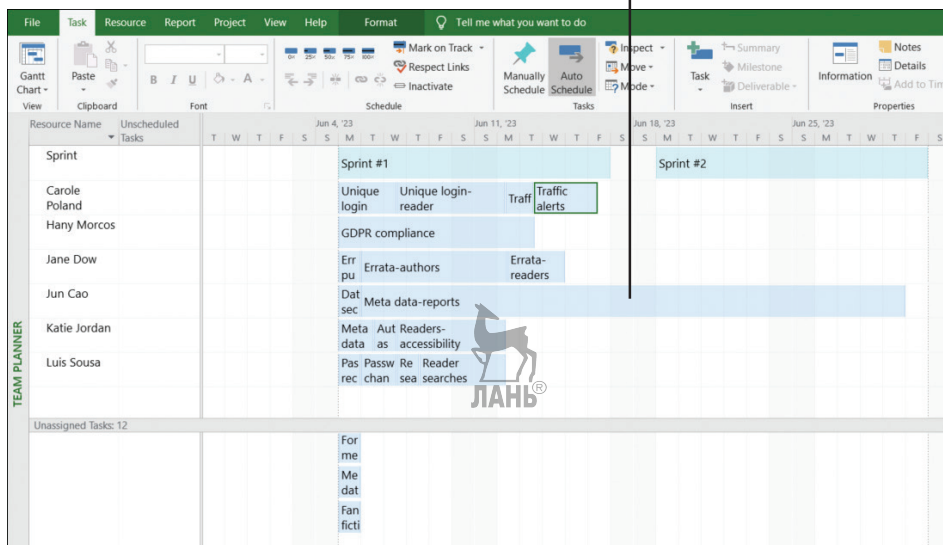 File Task Resource Report Project View Help Format Tell me what you want to do
Gantt Chart
Paste
B I U A
0% 25% 50% 75% 100%
Mark on Track
Respect Links
Inactivate
Manually Schedule
Auto Schedule
Inspect
Move
Mode
Task
Summary
Milestone
Deliverable
Information
Notes
Details
Add to Tim
View Clipboard Font Schedule Tasks Insert Properties
Resource Name Unscheduled Tasks
Jun 4, '23 Jun 11, '23 Jun 18, '23 Jun 25, '23
T W T F S S M T W T F S S M T W T F S S M T W T F S S M T W T F S
Sprint Sprint #1 Sprint #2
Carole Poland
Unique login
Unique login-reader
Traff
Traffic alerts
Hany Morcos GDPR compliance
Jane Dow
Err pu
Errata-authors
Errata-readers
Jun Cao
Dat sec
Meta data-reports
Katie Jordan
Meta data
Aut as
Readers-accessibility
Luis Sousa
Pas rec
Passw chan
Re sea
Reader searches
ЛАНЬ®
TEAM PLANNER
Unassigned Tasks: 12
For
me
Me
dat
Fan
ficti